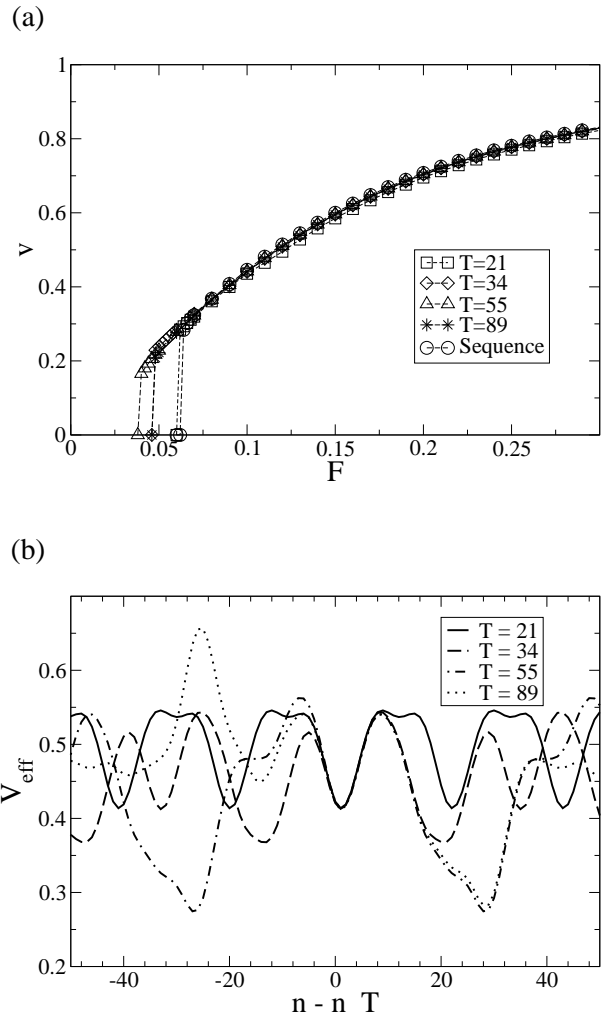 (a)
1
0.8
0.6
0.4
0.2
0
v
T=21
T=34
T=55
T=89
Sequence
0.05 0.1 0.15 0.2 0.25
F
(b)
0.6
0.5
0.4
0.3
0.2
V_eff
T = 21
T = 34
T = 55
T = 89
-40 -20 0 20 40
n - n T